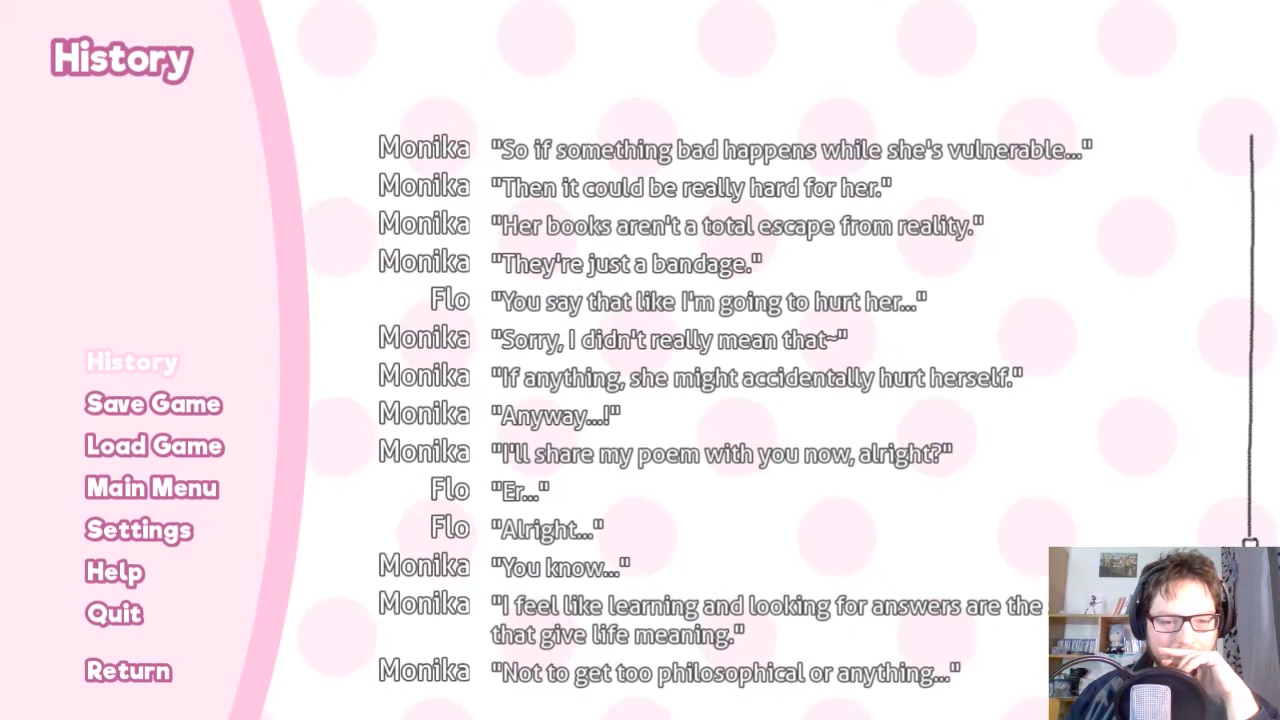 History
Monika "So if something bad happens while she's vulnerable..."
Monika "Then it could be really hard for her."
Monika "Her books aren't a total escape from reality."
Monika "They're just a bandage."
Flo "You say that like I'm going to hurt her..."
Monika "Sorry, I didn't really mean that~"
Monika "If anything, she might accidentally hurt herself."
Monika "Anyway...!"
Monika "I'll share my poem with you now, alright?"
Flo "Er..."
Flo "Alright..."
Monika "You know..."
Monika "I feel like learning and looking for answers are the
that give life meaning."
Monika "Not to get too philosophical or anything..."
History
Save Game
Load Game
Main Menu
Settings
Help
Quit
Return